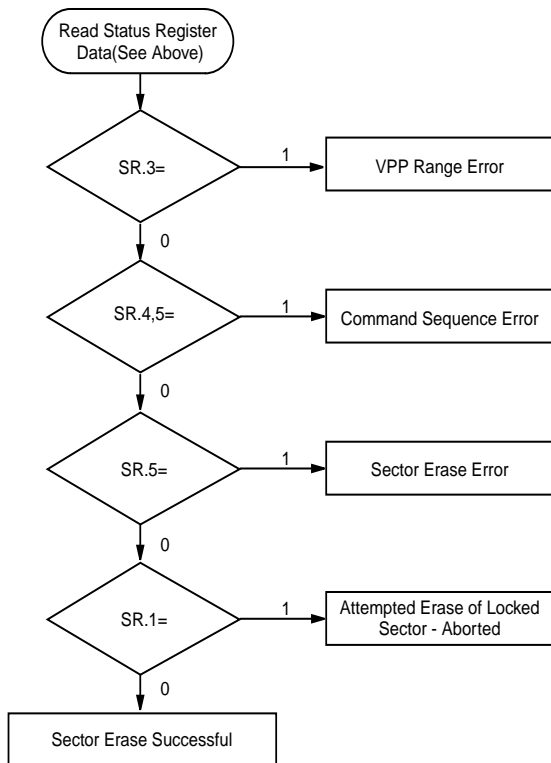 Read Status Register
Data(See Above)
SR.3=
1
VPP Range Error
0
SR.4,5=
1
Command Sequence Error
0
SR.5=
1
Sector Erase Error
0
SR.1=
1
Attempted Erase of Locked
Sector - Aborted
0
Sector Erase Successful